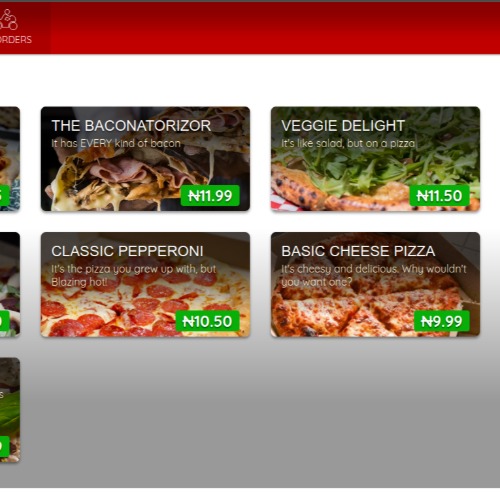 ORDERS
THE BACONATORIZOR
It has EVERY kind of bacon
₦11.99
VEGGIE DELIGHT
It's like salad, but on a pizza
₦11.50
CLASSIC PEPPERONI
It's the pizza you grew up with, but
Blazing hot!
₦10.50
BASIC CHEESE PIZZA
It's cheesy and delicious. Why wouldn't
you want one?
₦9.99